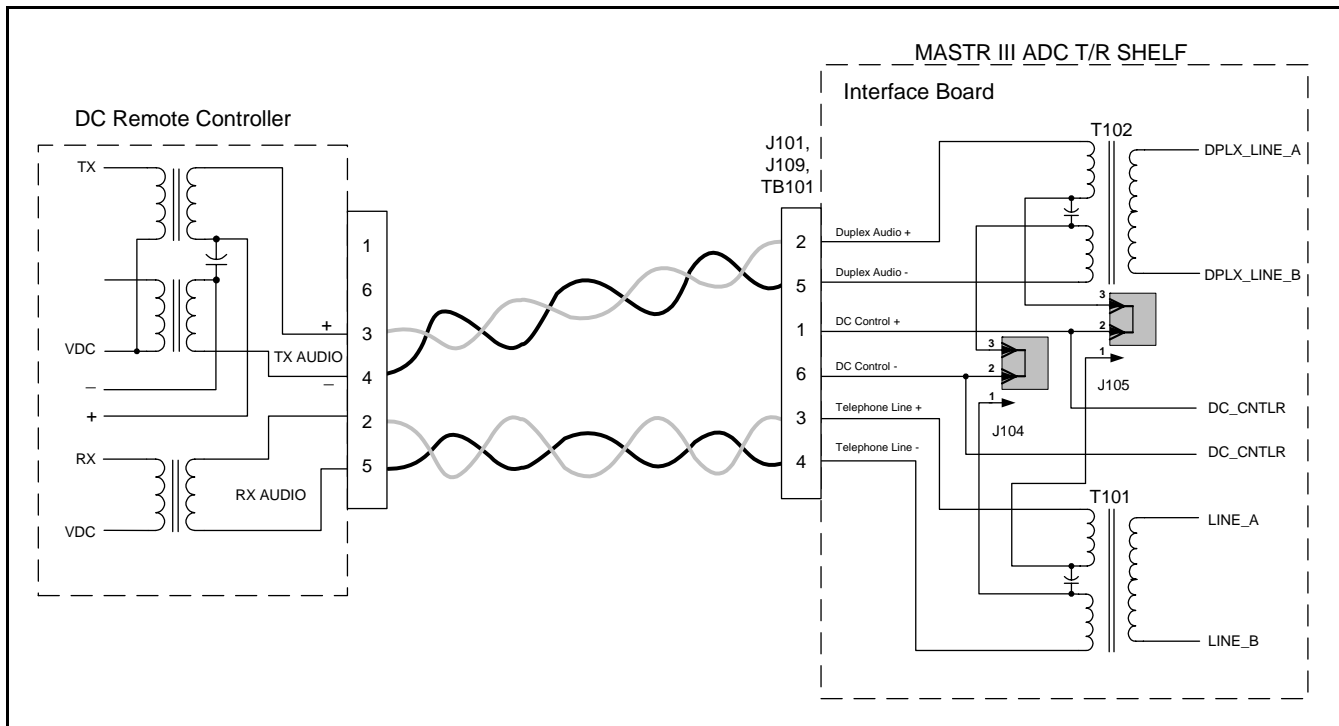 MASTR III ADC T/R SHELF
Interface Board
DC Remote Controller
TX
VDC
_
+
RX
VDC
+
TX AUDIO
_
RX AUDIO
1
6
3
4
2
5
J101,
J109,
TB101
2
5
1
6
3
4
Duplex Audio +
Duplex Audio -
DC Control +
DC Control -
Telephone Line +
Telephone Line -
T102
DPLX_LINE_A
DPLX_LINE_B
3
2
1
J105
3
2
1
J104
DC_CNTLR
DC_CNTLR
T101
LINE_A
LINE_B